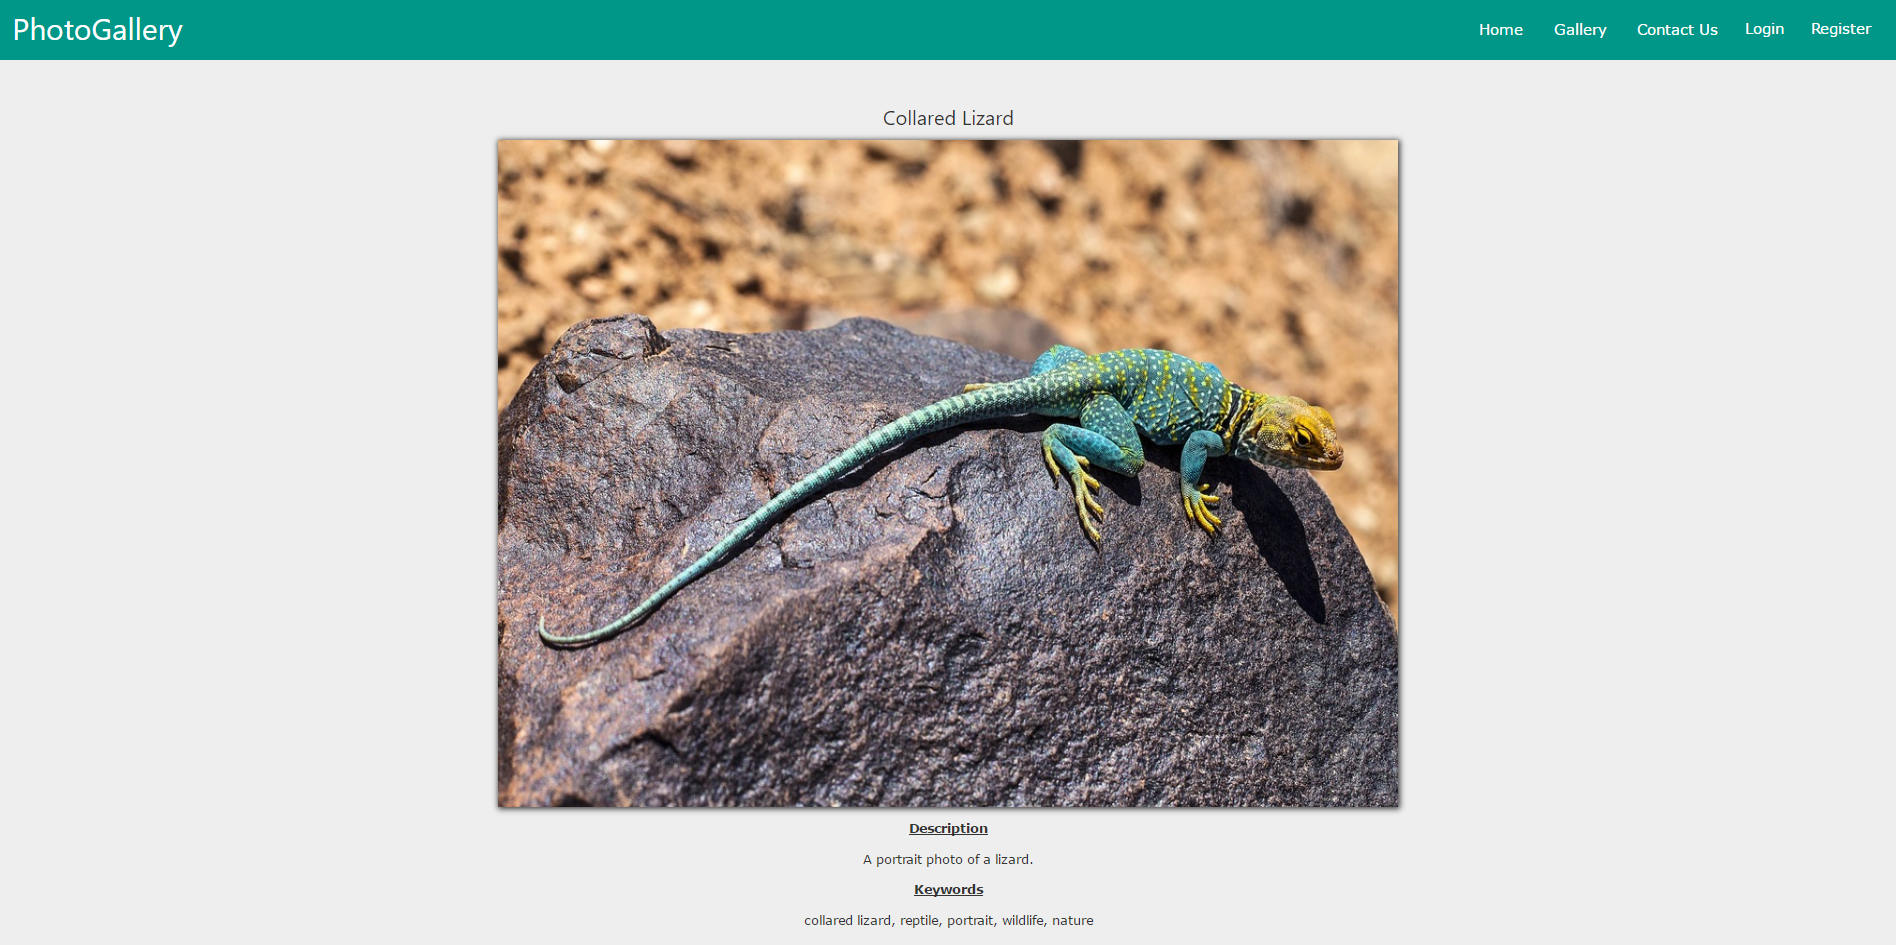 PhotoGallery
Home Gallery Contact Us Login Register
Collared Lizard
Description
A portrait photo of a lizard.
Keywords
collared lizard, reptile, portrait, wildlife, nature